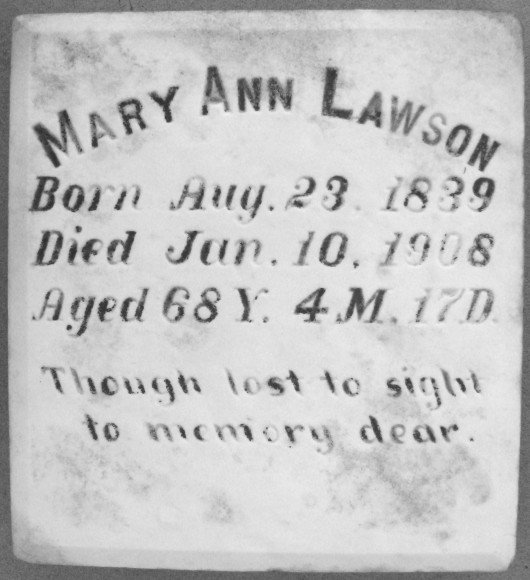 MARY ANN LAWSON
Born Aug. 23. 1839
Died Jan. 10, 1908
Aged 68 Y. 4 M. 17 D.
Though lost to sight
to memory dear.